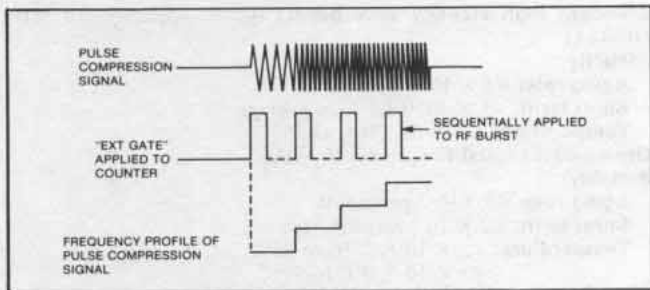 PULSE
COMPRESSION
SIGNAL
"EXT GATE"
APPLIED TO
COUNTER
SEQUENTIALLY APPLIED
TO RF BURST
FREQUENCY PROFILE OF
PULSE COMPRESSION
SIGNAL